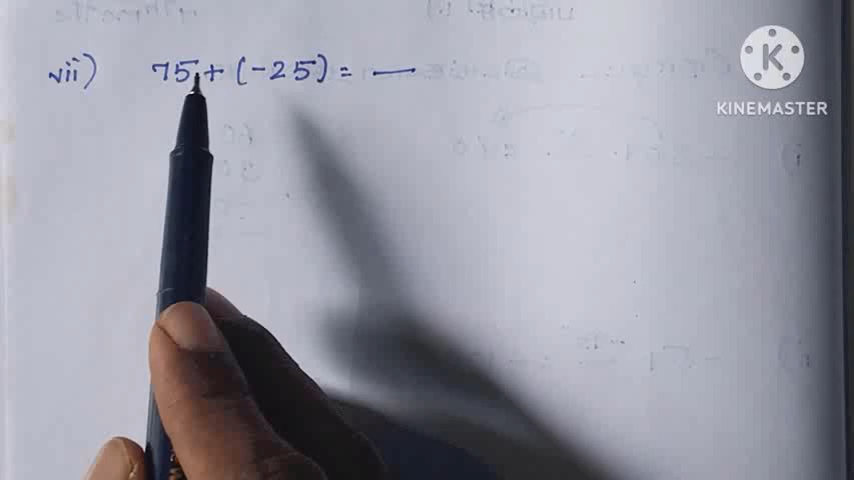 vii) 75 + (-25) = —
KINEMASTER